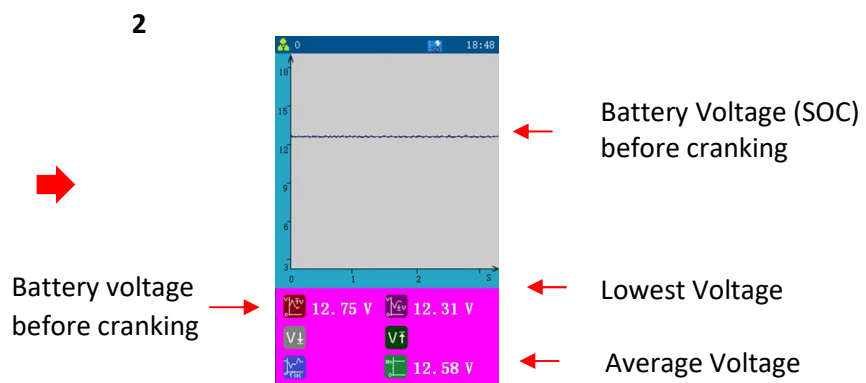 2
0 18:48
18
15
Battery Voltage (SOC)
before cranking
12
9
6
3
0 1 2 S
Battery voltage
before cranking
Lowest Voltage
12.75 V 12.31 V
V V
12.58 V
Average Voltage